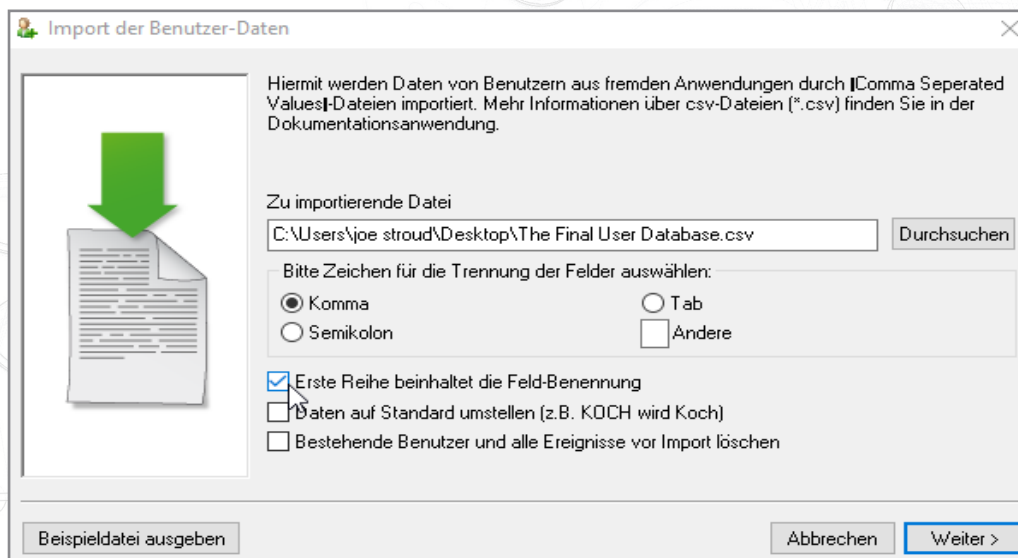 Import der Benutzer-Daten
Hiermit werden Daten von Benutzern aus fremden Anwendungen durch |Comma Seperated
Values|-Dateien importiert. Mehr Informationen über csv-Dateien (*.csv) finden Sie in der
Dokumentationsanwendung.
Zu importierende Datei
C:\Users\joe stroud\Desktop\The Final User Database.csv
Durchsuchen
Bitte Zeichen für die Trennung der Felder auswählen:
Komma
Tab
Semikolon
Andere
Erste Reihe beinhaltet die Feld-Benennung
Daten auf Standard umstellen (z.B. KOCH wird Koch)
Bestehende Benutzer und alle Ereignisse vor Import löschen
Beispieldatei ausgeben
Abbrechen
Weiter >